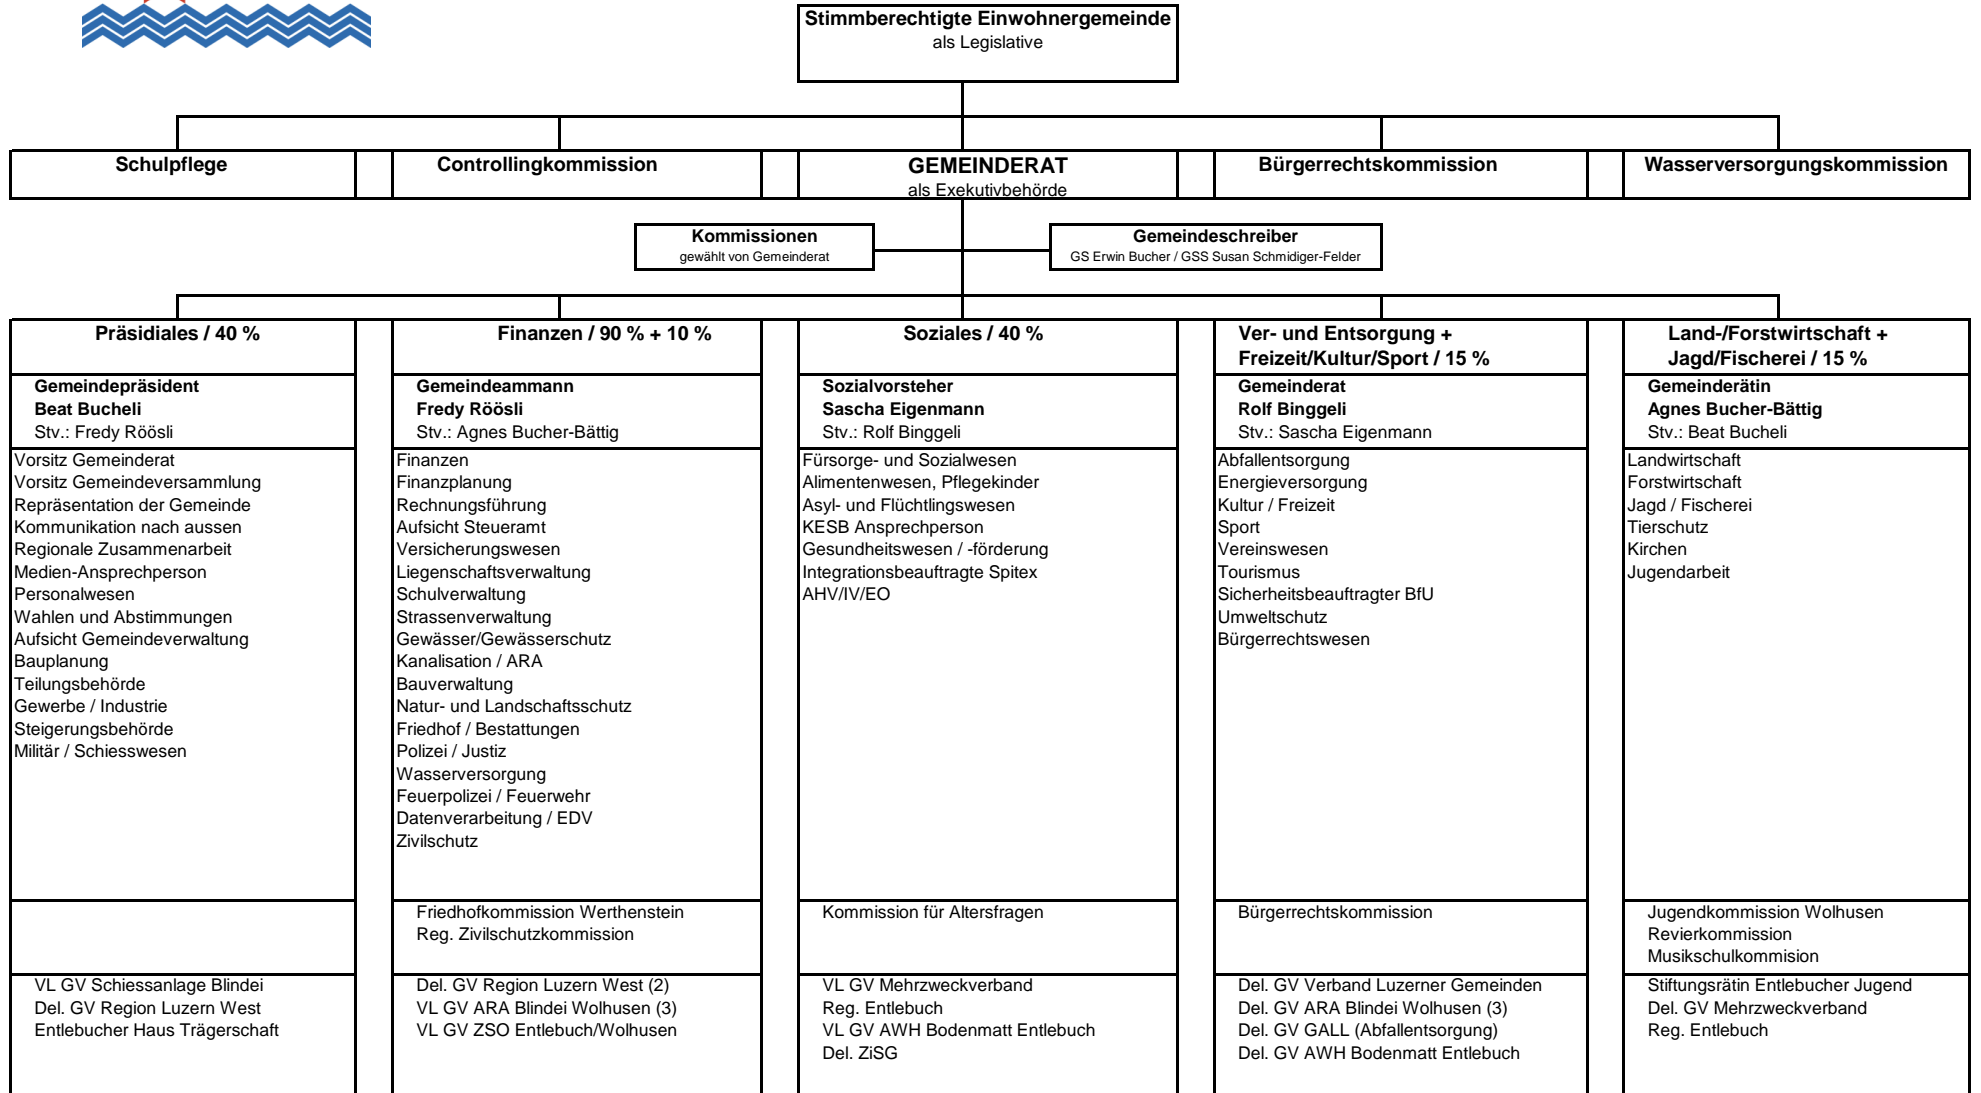 Stimmberechtigte Einwohnergemeinde
als Legislative
Schulpflege
Controllingkommission
GEMEINDERAT
als Exekutivbehörde
Bürgerrechtskommission
Wasserversorgungskommission
Kommissionen
gewählt von Gemeinderat
Gemeindeschreiber
GS Erwin Bucher / GSS Susan Schmidiger-Felder
Präsidiales / 40 %
Gemeindepräsident
Beat Bucheli
Stv.: Fredy Röösli
Vorsitz Gemeinderat
Vorsitz Gemeindeversammlung
Repräsentation der Gemeinde
Kommunikation nach aussen
Regionale Zusammenarbeit
Medien-Ansprechperson
Personalwesen
Wahlen und Abstimmungen
Aufsicht Gemeindeverwaltung
Bauplanung
Teilungsbehörde
Gewerbe / Industrie
Steigerungsbehörde
Militär / Schiesswesen
VL GV Schiessanlage Blindei
Del. GV Region Luzern West
Entlebucher Haus Trägerschaft
Finanzen / 90 % + 10 %
Gemeindeammann
Fredy Röösli
Stv.: Agnes Bucher-Bättig
Finanzen
Finanzplanung
Rechnungsführung
Aufsicht Steueramt
Versicherungswesen
Liegenschaftsverwaltung
Schulverwaltung
Strassenverwaltung
Gewässer/Gewässerschutz
Kanalisation / ARA
Bauverwaltung
Natur- und Landschaftsschutz
Friedhof / Bestattungen
Polizei / Justiz
Wasserversorgung
Feuerpolizei / Feuerwehr
Datenverarbeitung / EDV
Zivilschutz
Friedhofkommission Werthenstein
Reg. Zivilschutzkommission
Del. GV Region Luzern West (2)
VL GV ARA Blindei Wolhusen (3)
VL GV ZSO Entlebuch/Wolhusen
Soziales / 40 %
Sozialvorsteher
Sascha Eigenmann
Stv.: Rolf Binggeli
Fürsorge- und Sozialwesen
Alimentenwesen, Pflegekinder
Asyl- und Flüchtlingswesen
KESB Ansprechperson
Gesundheitswesen / -förderung
Integrationsbeauftragte Spitex
AHV/IV/EO
Kommission für Altersfragen
VL GV Mehrzweckverband
Reg. Entlebuch
VL GV AWH Bodenmatt Entlebuch
Del. ZiSG
Ver- und Entsorgung +
Freizeit/Kultur/Sport / 15 %
Gemeinderat
Rolf Binggeli
Stv.: Sascha Eigenmann
Abfallentsorgung
Energieversorgung
Kultur / Freizeit
Sport
Vereinswesen
Tourismus
Sicherheitsbeauftragter BfU
Umweltschutz
Bürgerrechtswesen
Bürgerrechtskommission
Del. GV Verband Luzerner Gemeinden
Del. GV ARA Blindei Wolhusen (3)
Del. GV GALL (Abfallentsorgung)
Del. GV AWH Bodenmatt Entlebuch
Land-/Forstwirtschaft +
Jagd/Fischerei / 15 %
Gemeinderätin
Agnes Bucher-Bättig
Stv.: Beat Bucheli
Landwirtschaft
Forstwirtschaft
Jagd / Fischerei
Tierschutz
Kirchen
Jugendarbeit
Jugendkommission Wolhusen
Revierkommission
Musikschulkommision
Stiftungsrätin Entlebucher Jugend
Del. GV Mehrzweckverband
Reg. Entlebuch